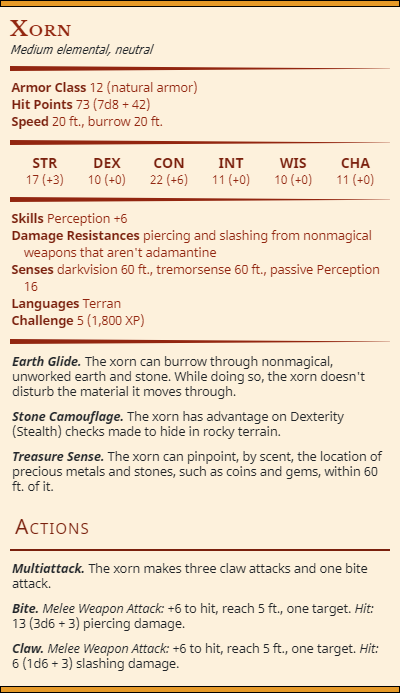 Xorn
Medium elemental, neutral
Armor Class 12 (natural armor)
Hit Points 73 (7d8 + 42)
Speed 20 ft., burrow 20 ft.
STR DEX CON INT WIS CHA
17 (+3) 10 (+0) 22 (+6) 11 (+0) 10 (+0) 11 (+0)
Skills Perception +6
Damage Resistances piercing and slashing from nonmagical
weapons that aren't adamantine
Senses darkvision 60 ft., tremorsense 60 ft., passive Perception
16
Languages Terran
Challenge 5 (1,800 XP)
Earth Glide. The xorn can burrow through nonmagical,
unworked earth and stone. While doing so, the xorn doesn't
disturb the material it moves through.
Stone Camouflage. The xorn has advantage on Dexterity
(Stealth) checks made to hide in rocky terrain.
Treasure Sense. The xorn can pinpoint, by scent, the location of
precious metals and stones, such as coins and gems, within 60
ft. of it.
Actions
Multiattack. The xorn makes three claw attacks and one bite
attack.
Bite. Melee Weapon Attack: +6 to hit, reach 5 ft., one target. Hit:
13 (3d6 + 3) piercing damage.
Claw. Melee Weapon Attack: +6 to hit, reach 5 ft., one target. Hit:
6 (1d6 + 3) slashing damage.